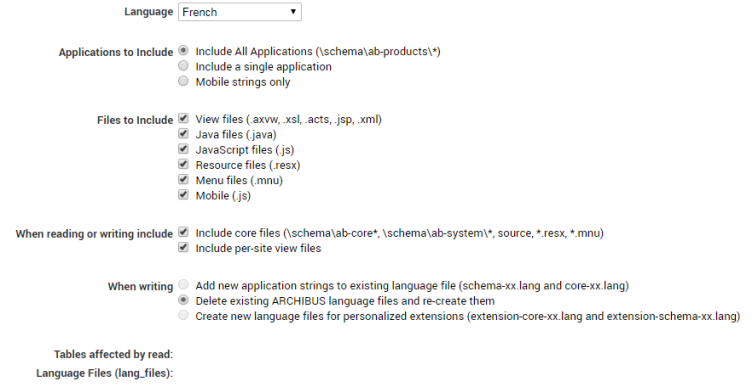 Language French
Applications to Include Include All Applications (\schema\ab-products\*)
Include a single application
Mobile strings only
Files to Include View files (.axvw, .xsl, .acts, .jsp, .xml)
Java files (.java)
JavaScript files (.js)
Resource files (.resx)
Menu files (.mnu)
Mobile (.js)
When reading or writing include Include core files (\schema\ab-core*, \schema\ab-system\*, source, *.resx, *.mnu)
Include per-site view files
When writing Add new application strings to existing language file (schema-xx.lang and core-xx.lang)
Delete existing ARCHIBUS language files and re-create them
Create new language files for personalized extensions (extension-core-xx.lang and extension-schema-xx.lang)
Tables affected by read:
Language Files (lang_files):